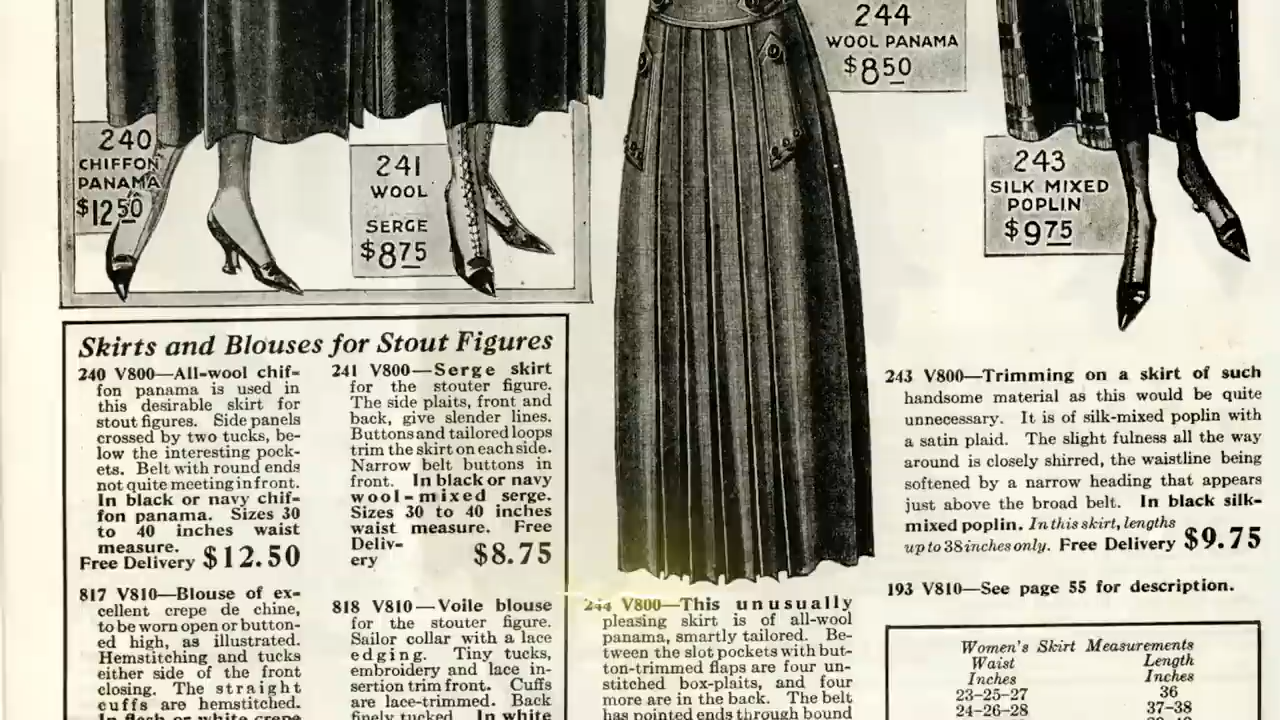 244
WOOL PANAMA
$8.50
240
CHIFFON
PANAMA
$12.50
241
WOOL
SERGE
$8.75
243
SILK MIXED
POPLIN
$9.75
Skirts and Blouses for Stout Figures
240 V800—All-wool chif-
fon panama is used in
this desirable skirt for
stout figures. Side panels
crossed by two tucks, be-
low the interesting pock-
ets. Belt with round ends
not quite meeting in front.
In black or navy chif-
fon panama. Sizes 30
to 40 inches waist
measure.
Free Delivery $12.50
817 V810—Blouse of ex-
cellent crepe de chine,
to be worn open or button-
ed high, as illustrated.
Hemstitching and tucks
either side of the front
closing. The straight
cuffs are hemstitched.
In flesh or white crepe
241 V800—Serge skirt
for the stouter figure.
The side plaits, front and
back, give slender lines.
Buttons and tailored loops
trim the skirt on each side.
Narrow belt buttons in
front. In black or navy
wool-mixed serge.
Sizes 30 to 40 inches
waist measure. Free
Deliv-
ery $8.75
818 V810—Voile blouse
for the stouter figure.
Sailor collar with a lace
edging. Tiny tucks,
embroidery and lace in-
sertion trim front. Cuffs
are lace-trimmed. Back
finely tucked. In white
244 V800—This unusually
pleasing skirt is of all-wool
panama, smartly tailored. Be-
tween the slot pockets with but-
ton-trimmed flaps are four un-
stitched box-plaits, and four
more are in the back. The belt
has pointed ends through bound
243 V800—Trimming on a skirt of such
handsome material as this would be quite
unnecessary. It is of silk-mixed poplin with
a satin plaid. The slight fulness all the way
around is closely shirred, the waistline being
softened by a narrow heading that appears
just above the broad belt. In black silk-
mixed poplin. In this skirt, lengths
up to 38 inches only. Free Delivery $9.75
193 V810—See page 55 for description.
Women's Skirt Measurements
Waist Length
Inches Inches
23-25-27 36
24-26-28 37-38